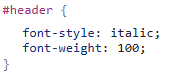 #header {
font-style: italic;
font-weight: 100;
}